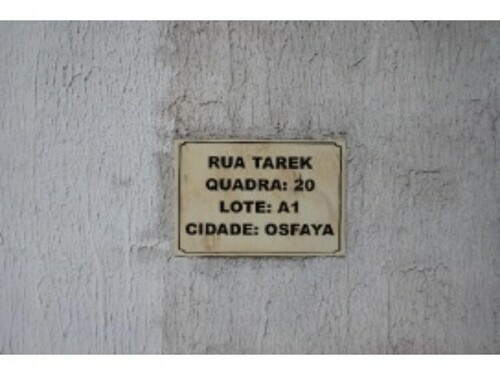 RUA TAREK
QUADRA: 20
LOTE: A1
CIDADE: OSFAYA